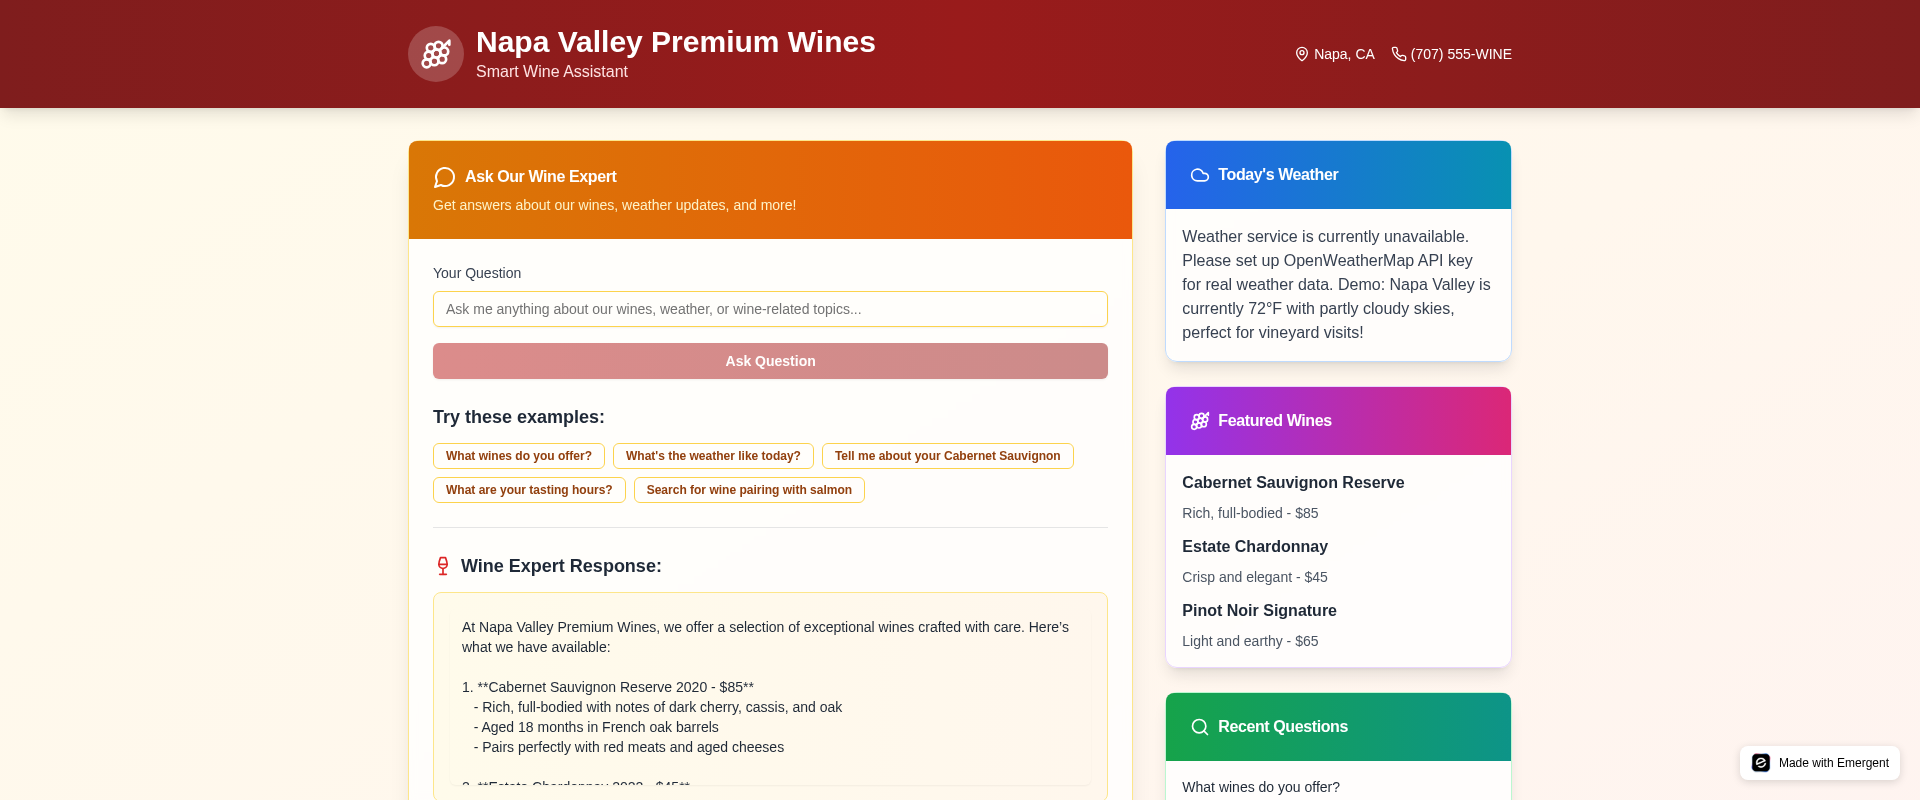 Napa Valley Premium Wines
Smart Wine Assistant
Napa, CA
(707) 555-WINE
Ask Our Wine Expert
Get answers about our wines, weather updates, and more!
Your Question
Ask me anything about our wines, weather, or wine-related topics...
Ask Question
Try these examples:
What wines do you offer?
What's the weather like today?
Tell me about your Cabernet Sauvignon
What are your tasting hours?
Search for wine pairing with salmon
Wine Expert Response:
At Napa Valley Premium Wines, we offer a selection of exceptional wines crafted with care. Here's
what we have available:
1. **Cabernet Sauvignon Reserve 2020 - $85**
- Rich, full-bodied with notes of dark cherry, cassis, and oak
- Aged 18 months in French oak barrels
- Pairs perfectly with red meats and aged cheeses
Today's Weather
Weather service is currently unavailable.
Please set up OpenWeatherMap API key
for real weather data. Demo: Napa Valley is
currently 72°F with partly cloudy skies,
perfect for vineyard visits!
Featured Wines
Cabernet Sauvignon Reserve
Rich, full-bodied - $85
Estate Chardonnay
Crisp and elegant - $45
Pinot Noir Signature
Light and earthy - $65
Recent Questions
What wines do you offer?
Made with Emergent